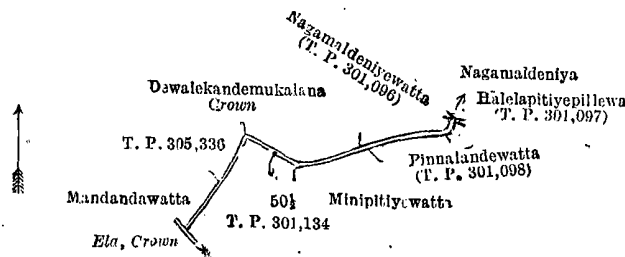 Nagamaldeniyewatta
(T. P. 301,096)
Nagamaldeniya
Halelapitiyepillewa
(T. P. 301,097)
Dawalekandemukalana
Crown
T. P. 305,336
Pinnalandewatta
(T. P. 301,098)
Mandandawatta
50½
Minipitiyewatta
T. P. 301,134
Ela, Crown